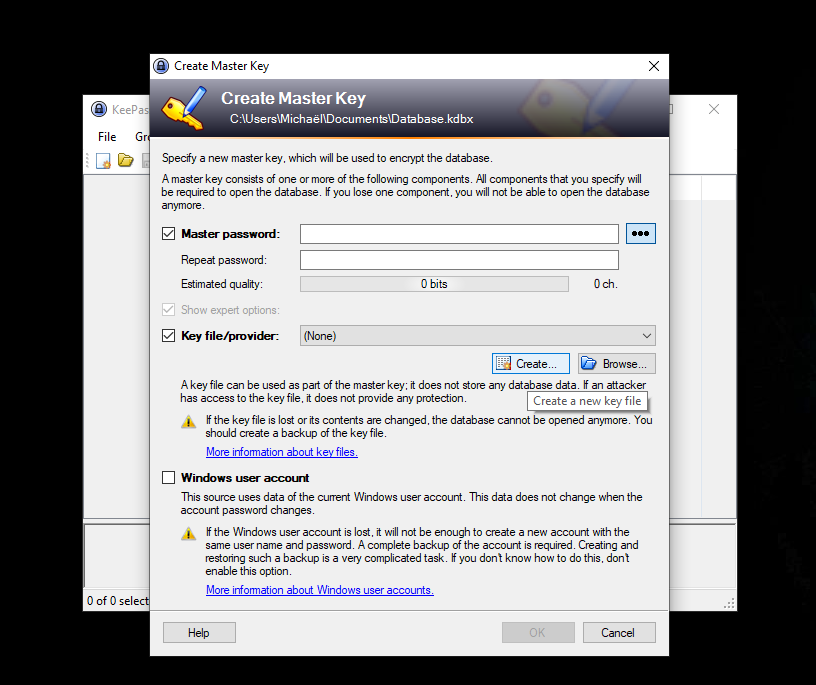 Create Master Key
Create Master Key
C:\Users\Michaël\Documents\Database.kdbx
File
Specify a new master key, which will be used to encrypt the database.
A master key consists of one or more of the following components. All components that you specify will
be required to open the database. If you lose one component, you will not be able to open the database
anymore.
Master password:
Repeat password:
Estimated quality: 0 bits 0 ch.
Show expert options:
Key file/provider: (None)
Create... Browse...
A key file can be used as part of the master key; it does not store any database data. If an attacker
has access to the key file, it does not provide any protection.
Create a new key file
If the key file is lost or its contents are changed, the database cannot be opened anymore. You
should create a backup of the key file.
More information about key files.
Windows user account
This source uses data of the current Windows user account. This data does not change when the
account password changes.
If the Windows user account is lost, it will not be enough to create a new account with the
same user name and password. A complete backup of the account is required. Creating and
restoring such a backup is a very complicated task. If you don't know how to do this, don't
enable this option.
More information about Windows user accounts.
0 of 0 select
Help OK Cancel